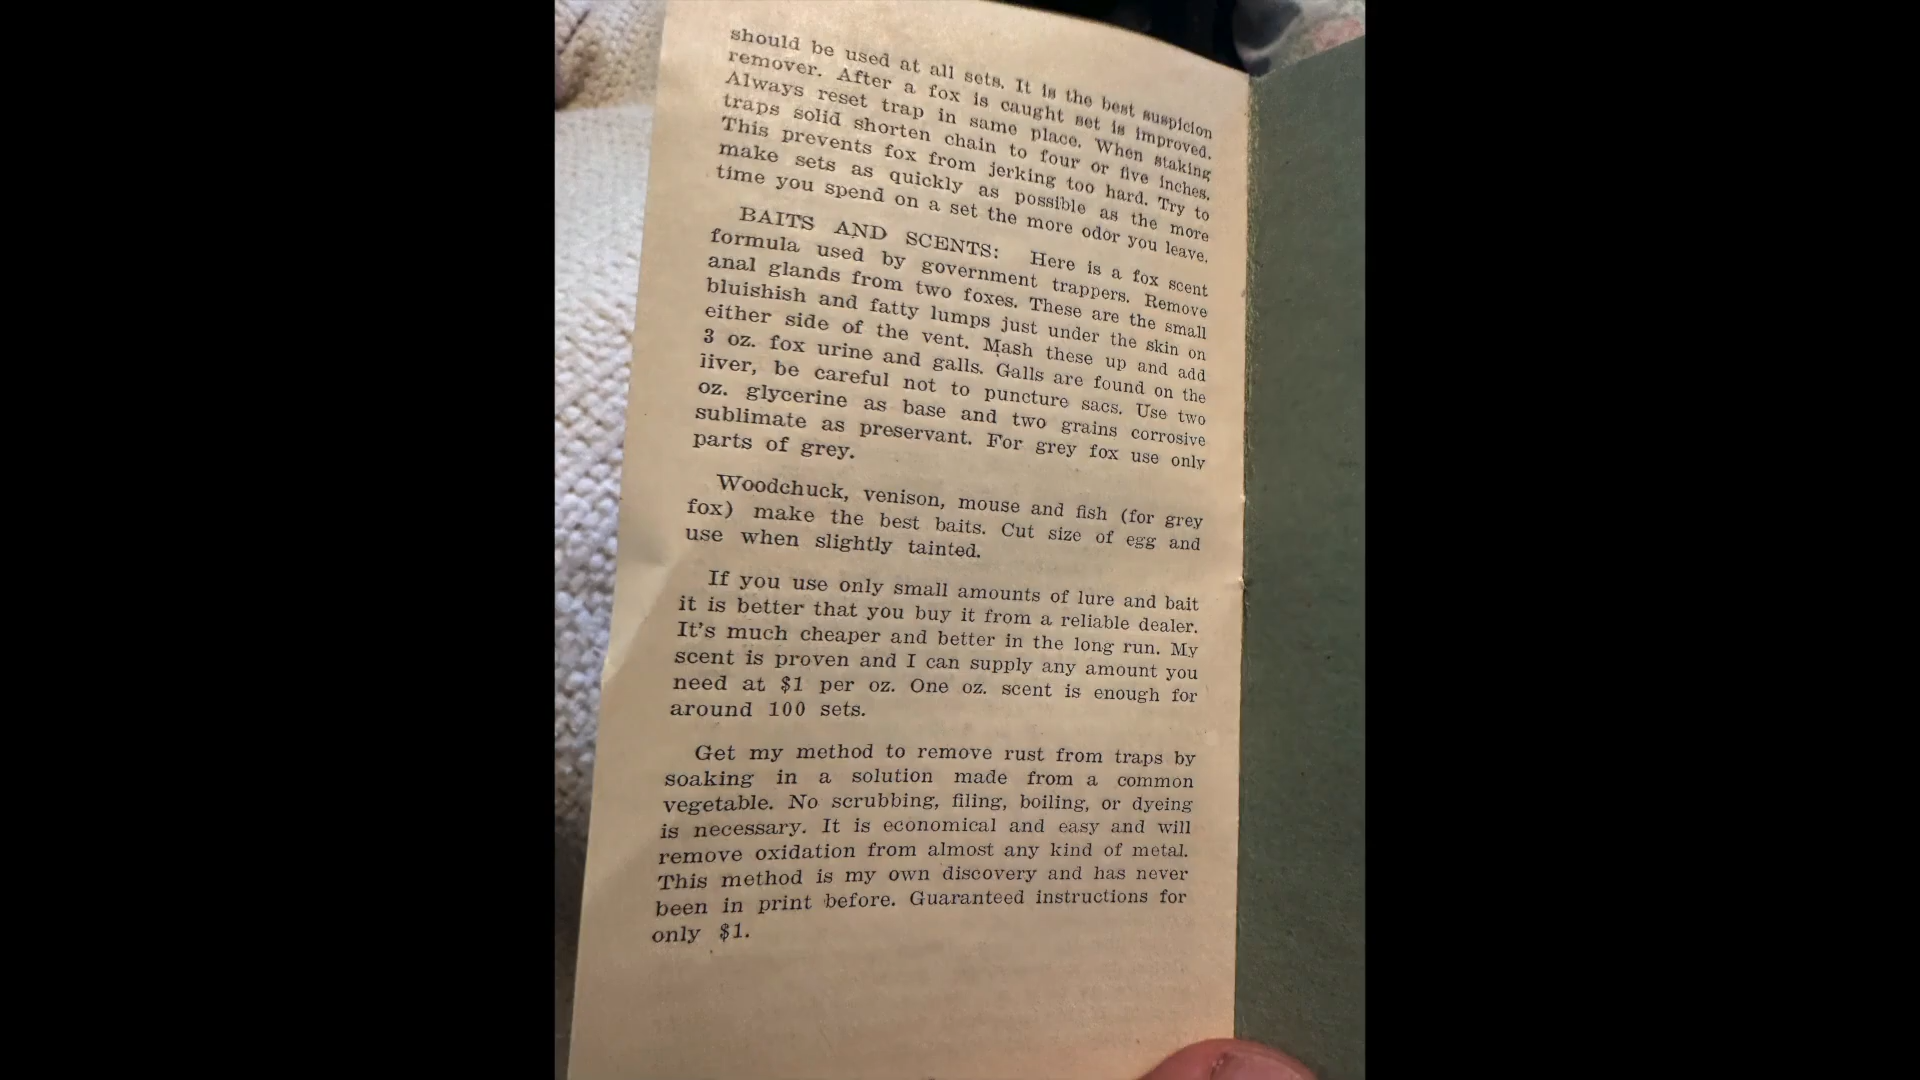 should be used at all sets. It is the best suspicion
remover. After a fox is caught set is improved.
Always reset trap in same place. When staking
traps solid shorten chain to four or five inches.
This prevents fox from jerking too hard. Try to
make sets as quickly as possible as the more
time you spend on a set the more odor you leave.
BAITS AND SCENTS: Here is a fox scent
formula used by government trappers. Remove
anal glands from two foxes. These are the small
bluishish and fatty lumps just under the skin on
either side of the vent. Mash these up and add
3 oz. fox urine and galls. Galls are found on the
liver, be careful not to puncture sacs. Use two
oz. glycerine as base and two grains corrosive
sublimate as preservant. For grey fox use only
parts of grey.
Woodchuck, venison, mouse and fish (for grey
fox) make the best baits. Cut size of egg and
use when slightly tainted.
If you use only small amounts of lure and bait
it is better that you buy it from a reliable dealer.
It's much cheaper and better in the long run. My
scent is proven and I can supply any amount you
need at $1 per oz. One oz. scent is enough for
around 100 sets.
Get my method to remove rust from traps by
soaking in a solution made from a common
vegetable. No scrubbing, filing, boiling, or dyeing
is necessary. It is economical and easy and will
remove oxidation from almost any kind of metal.
This method is my own discovery and has never
been in print before. Guaranteed instructions for
only $1.